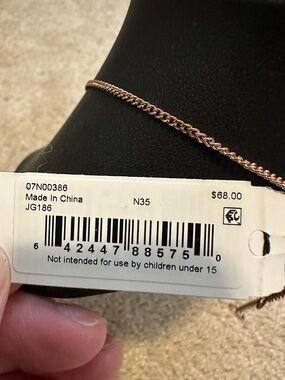 07N00386
Made In China N35 $68.00
JG186
6 42447 88575 0
Not intended for use by children under 15